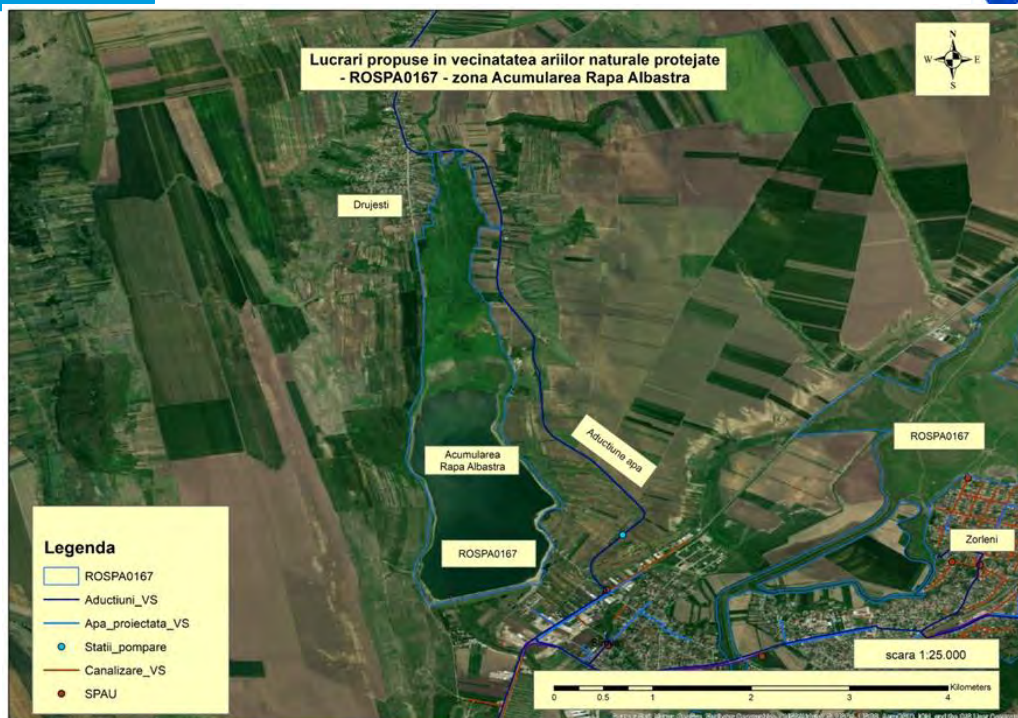 Lucrari propuse in vecinatatea ariilor naturale protejate
- ROSPA0167 - zona Acumularea Rapa Albastra
N
W E
S
Drujesti
Aductiune apa
ROSPA0167
Acumularea
Rapa Albastra
ROSPA0167
Zorleni
Legenda
ROSPA0167
Aductiuni_VS
Apa_proiectata_VS
Statii_pompare
Canalizare_VS
SPAU
scara 1:25.000
Kilometers
0 0.5 1 2 3 4